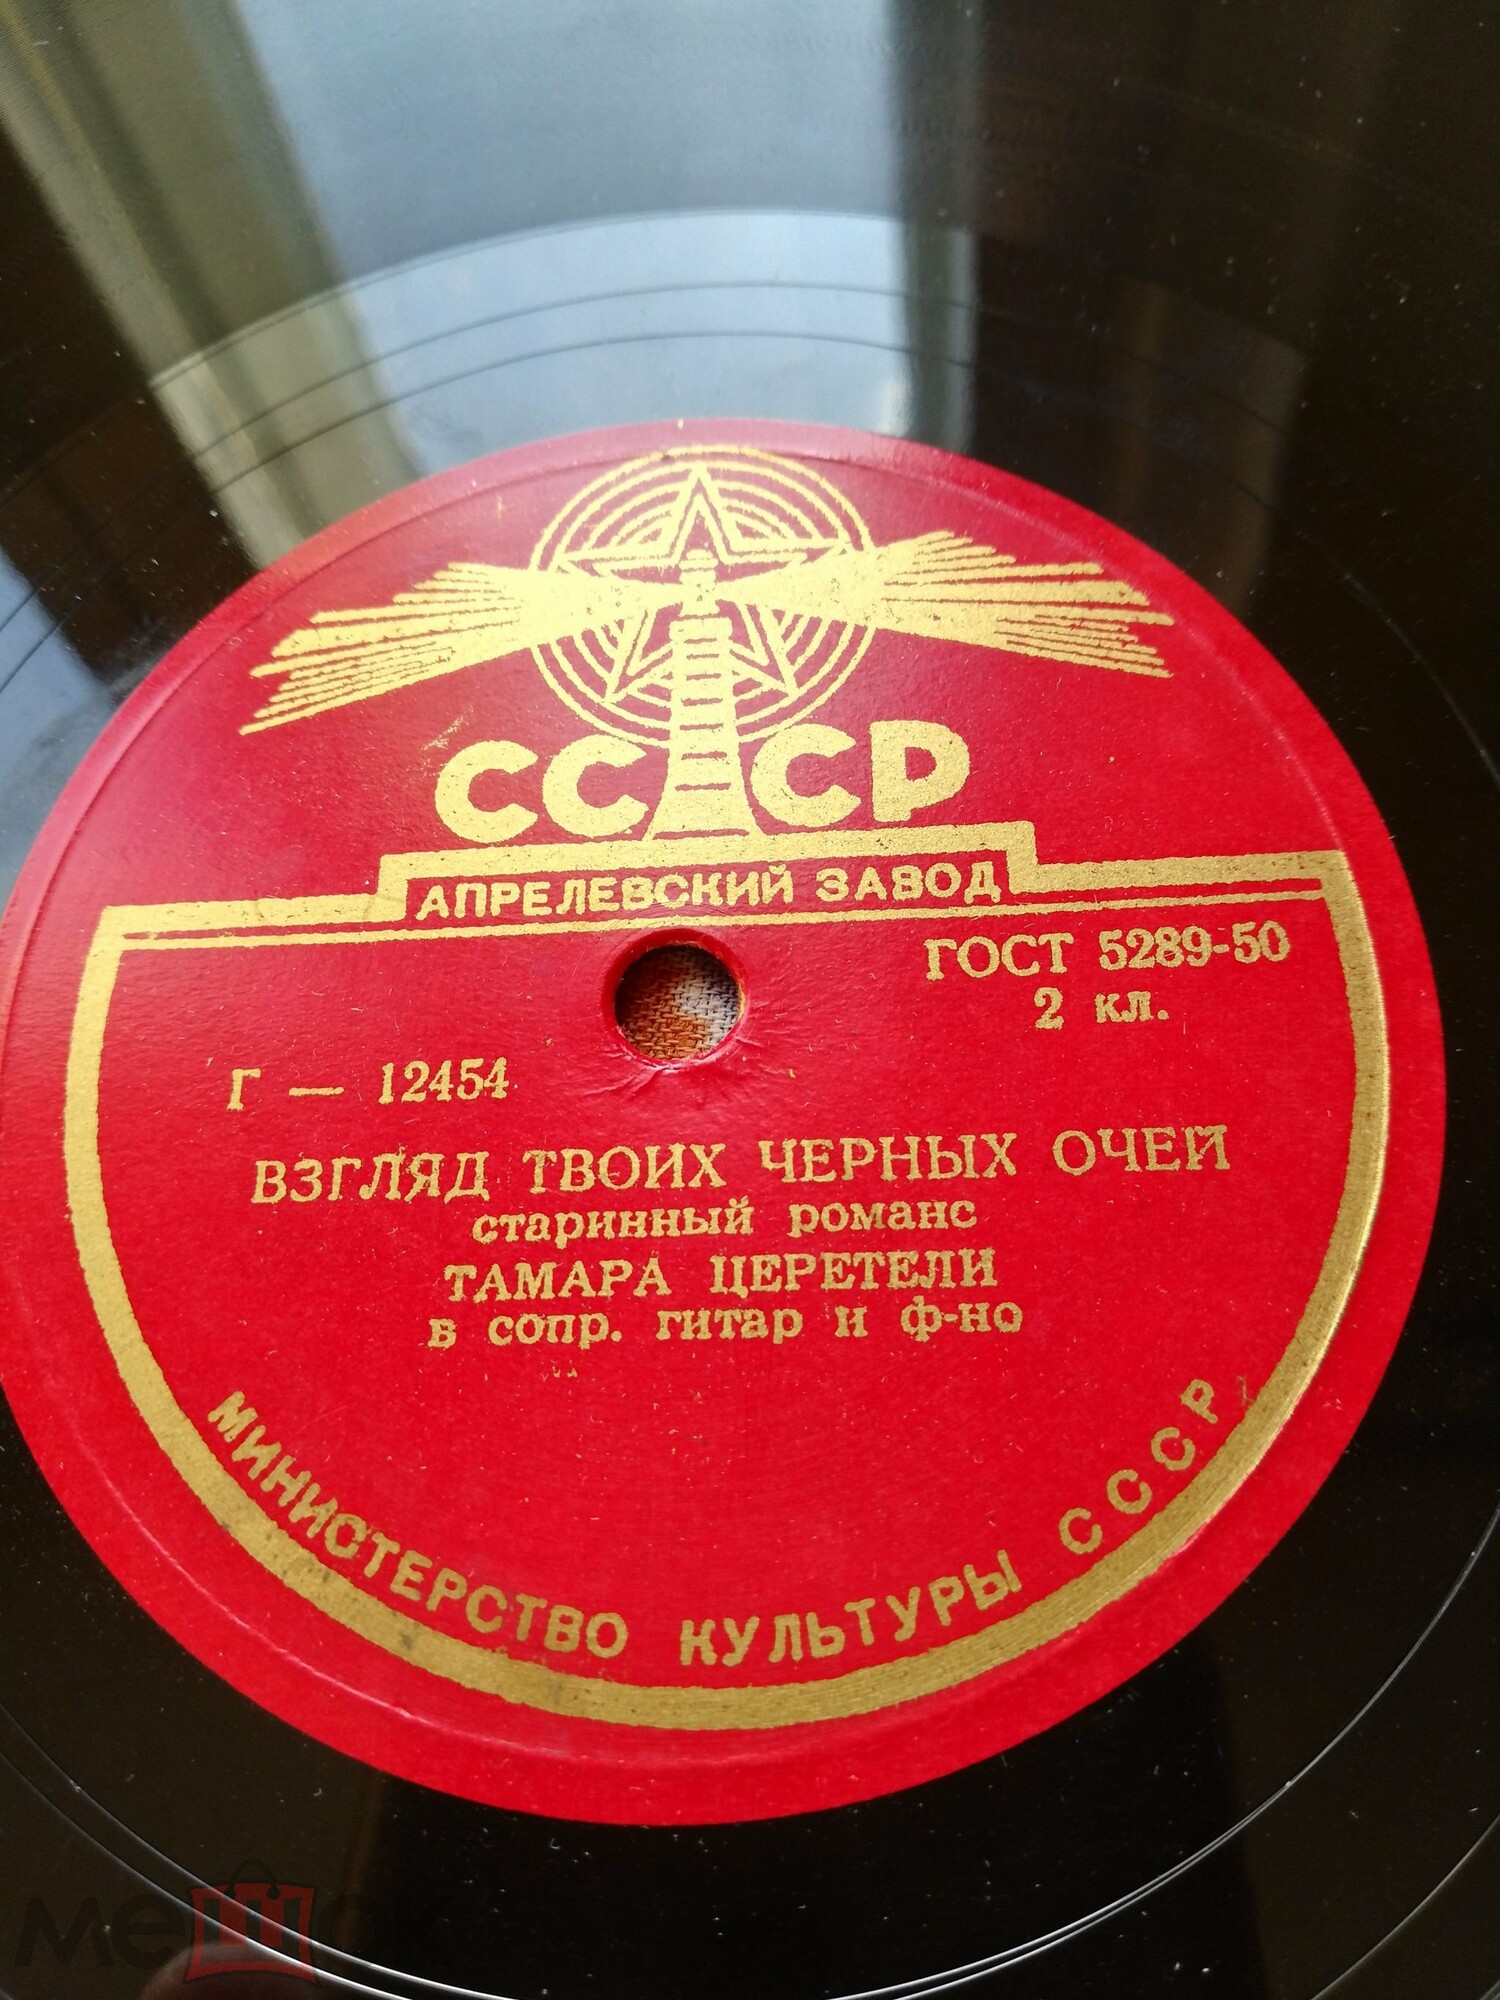 СССР
АПРЕЛЕВСКИЙ ЗАВОД
ГОСТ 5289-50
2 кл.
Г — 12454
ВЗГЛЯД ТВОИХ ЧЕРНЫХ ОЧЕЙ
старинный романс
ТАМАРА ЦЕРЕТЕЛИ
в сопр. гитар и ф-но
МИНИСТЕРСТВО КУЛЬТУРЫ СССР
мешок